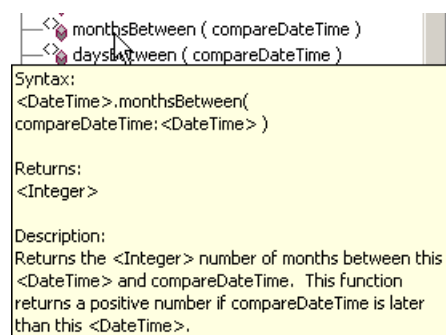 monthsBetween ( compareDateTime )
daysBetween ( compareDateTime )
Syntax:
<DateTime>.monthsBetween(
compareDateTime:<DateTime> )
Returns:
<Integer>
Description:
Returns the <Integer> number of months between this
<DateTime> and compareDateTime.  This function
returns a positive number if compareDateTime is later
than this <DateTime>.